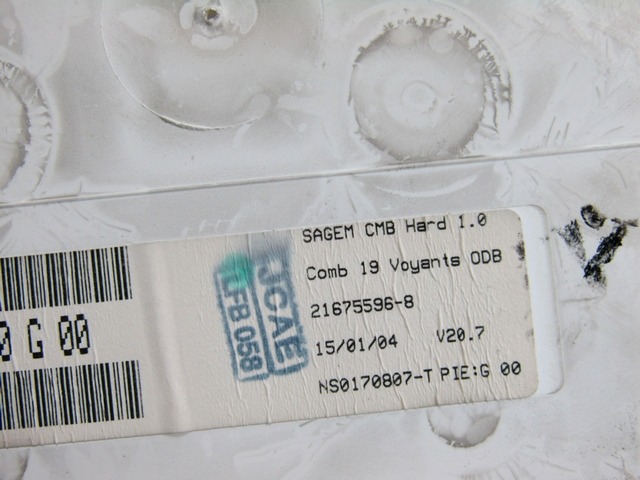 SAGEM CMB Hard 1.0
Comb 19 Voyants ODB
21675596-8
15/01/04 V20.7
NS0170807-T PIE:G 00
JCAE
FB 058
0 G 00